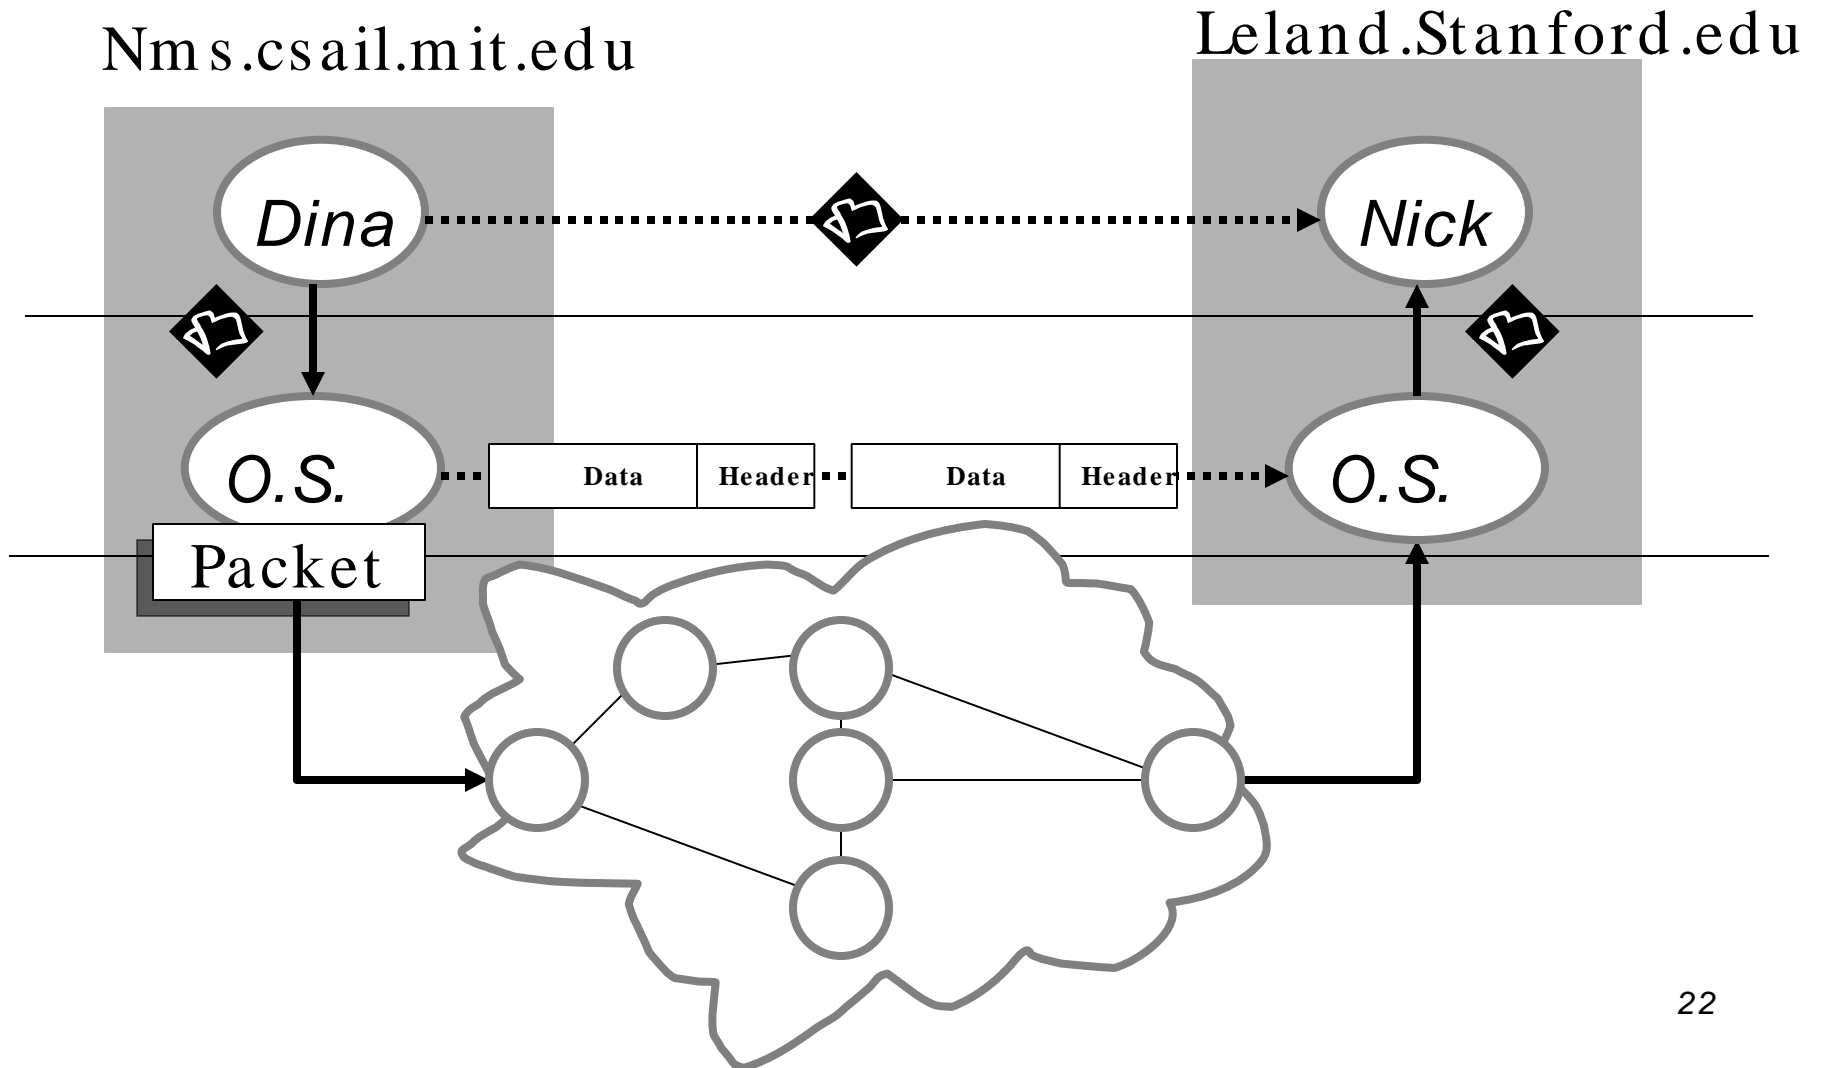 Nms.csail.mit.edu
Leland.Stanford.edu
Dina
Nick
O.S.
Data
Header
Data
Header
O.S.
Packet
22